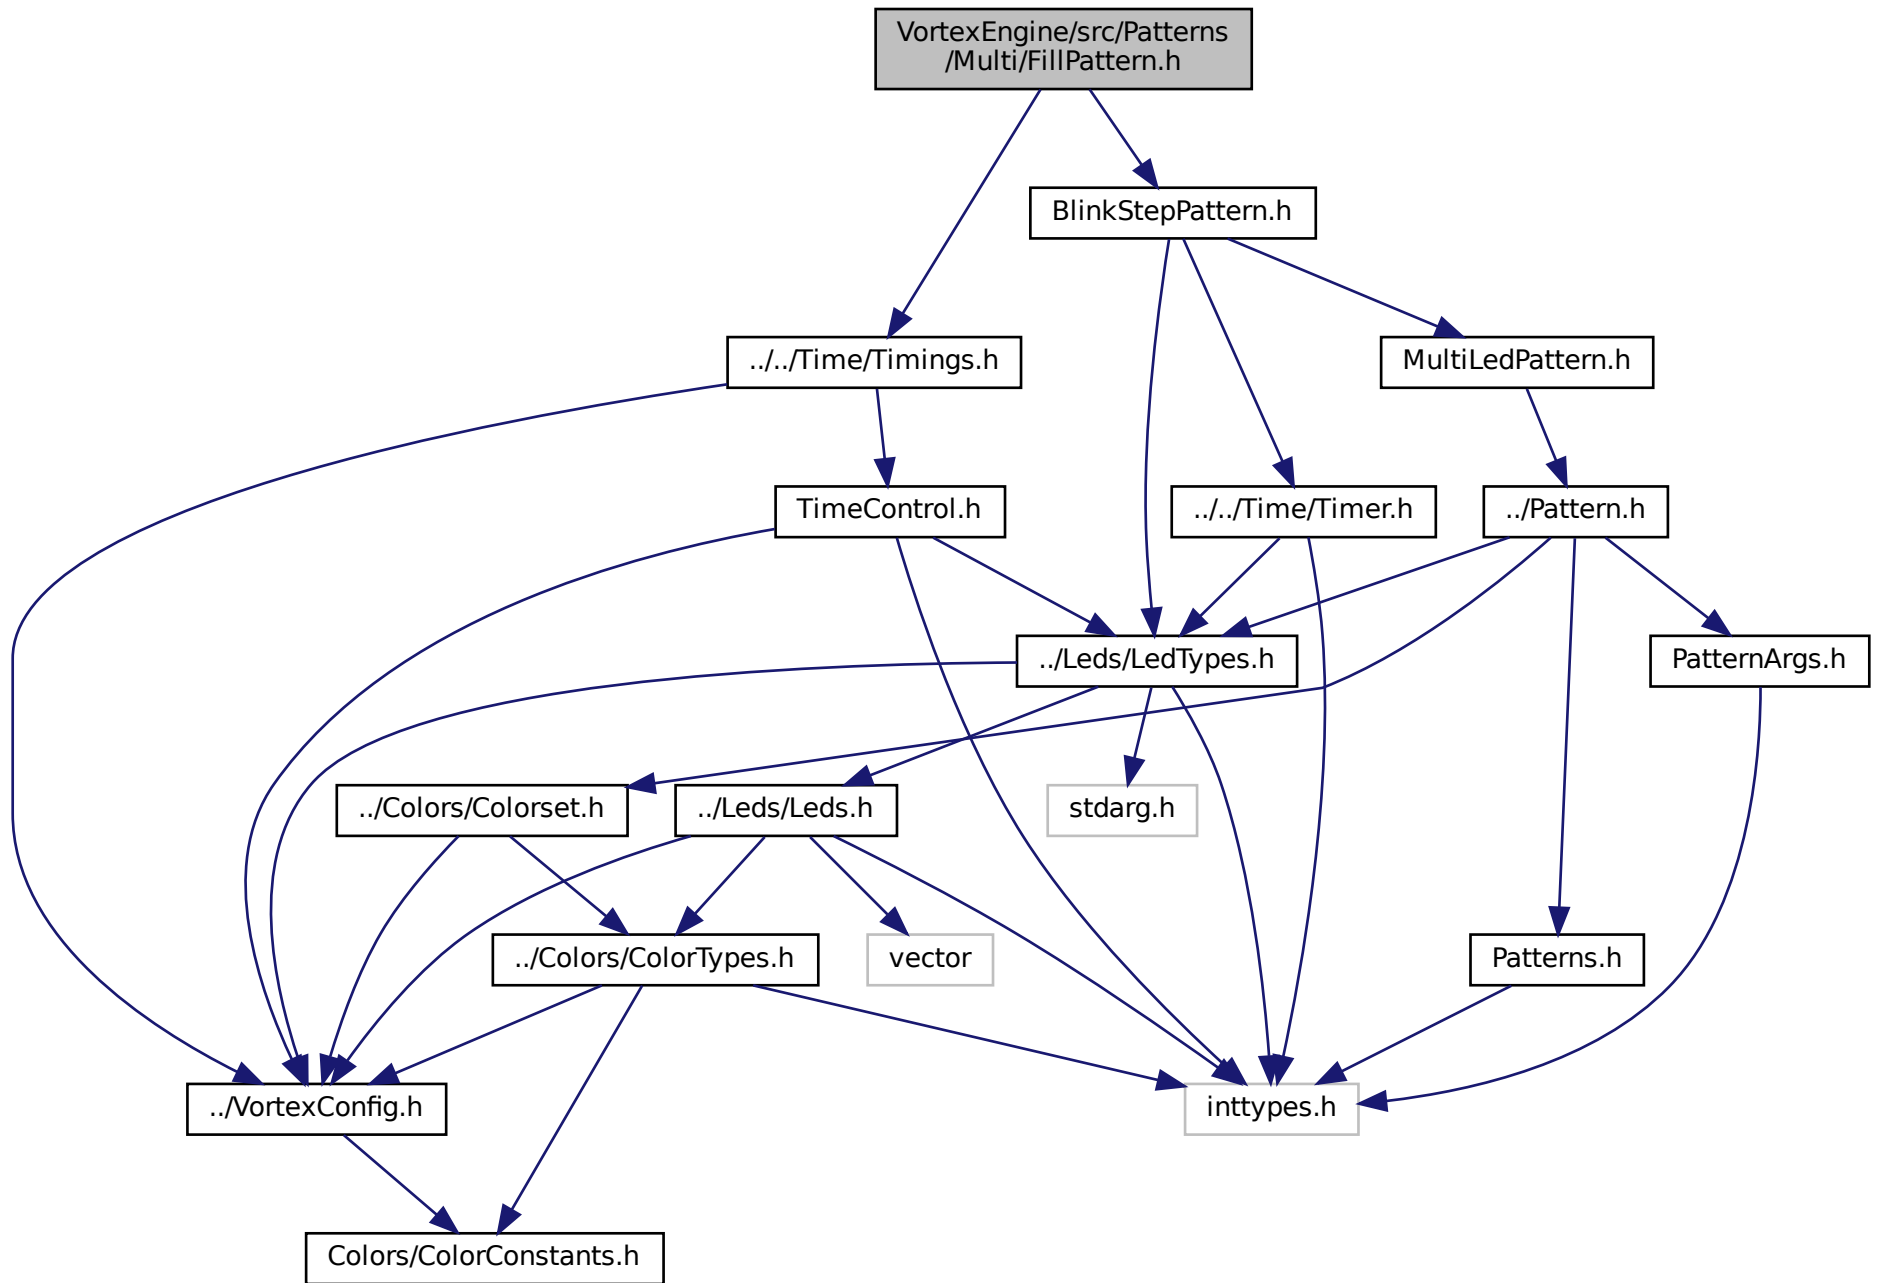 VortexEngine/src/Patterns
/Multi/FillPattern.h
BlinkStepPattern.h
../../Time/Timings.h
MultiLedPattern.h
TimeControl.h
../../Time/Timer.h
../Pattern.h
../Leds/LedTypes.h
PatternArgs.h
../Colors/Colorset.h
../Leds/Leds.h
stdarg.h
../Colors/ColorTypes.h
vector
Patterns.h
../VortexConfig.h
inttypes.h
Colors/ColorConstants.h